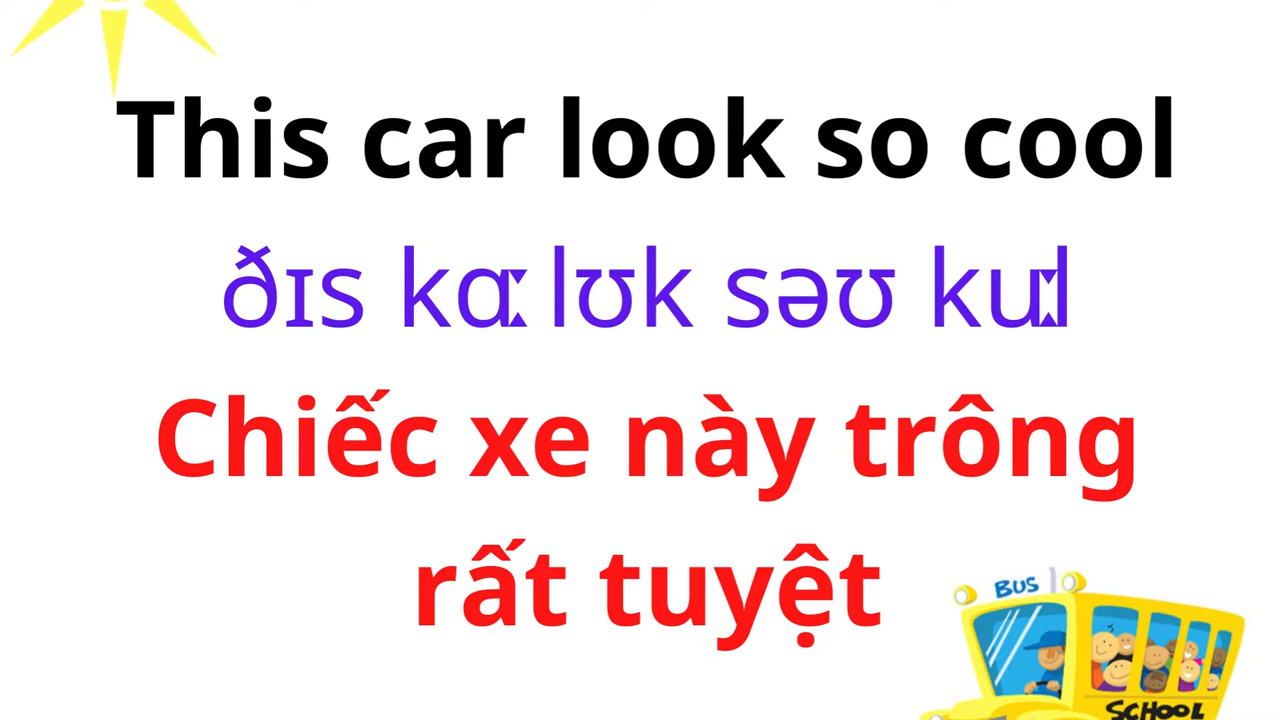 This car look so cool
ðɪs kɑː lʊk səʊ kuːl
Chiếc xe này trông
rất tuyệt
BUS
SCHOOL